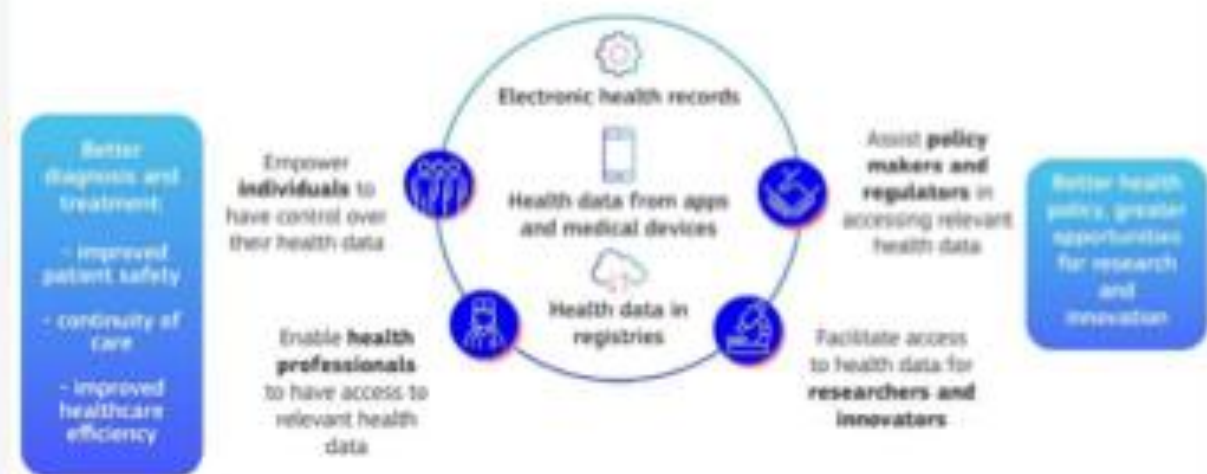 Better
diagnosis and
treatment:
- improved
patient safety
- continuity of
care
- improved
healthcare
efficiency
Empower
individuals to
have control over
their health data
Enable health
professionals
to have access to
relevant health
data
Electronic health records
Health data from apps
and medical devices
Health data in
registries
Assist policy
makers and
regulators in
accessing relevant
health data
Facilitate access
to health data for
researchers and
innovators
Better health
policy, greater
opportunities
for research
and
innovation